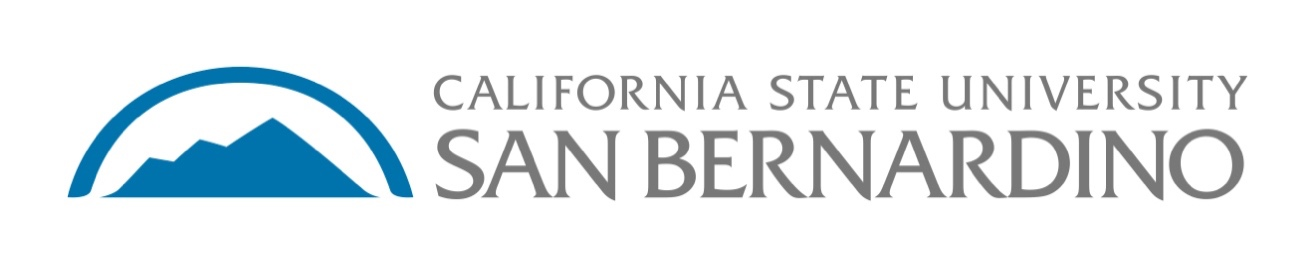 CALIFORNIA STATE UNIVERSITY
SAN BERNARDINO